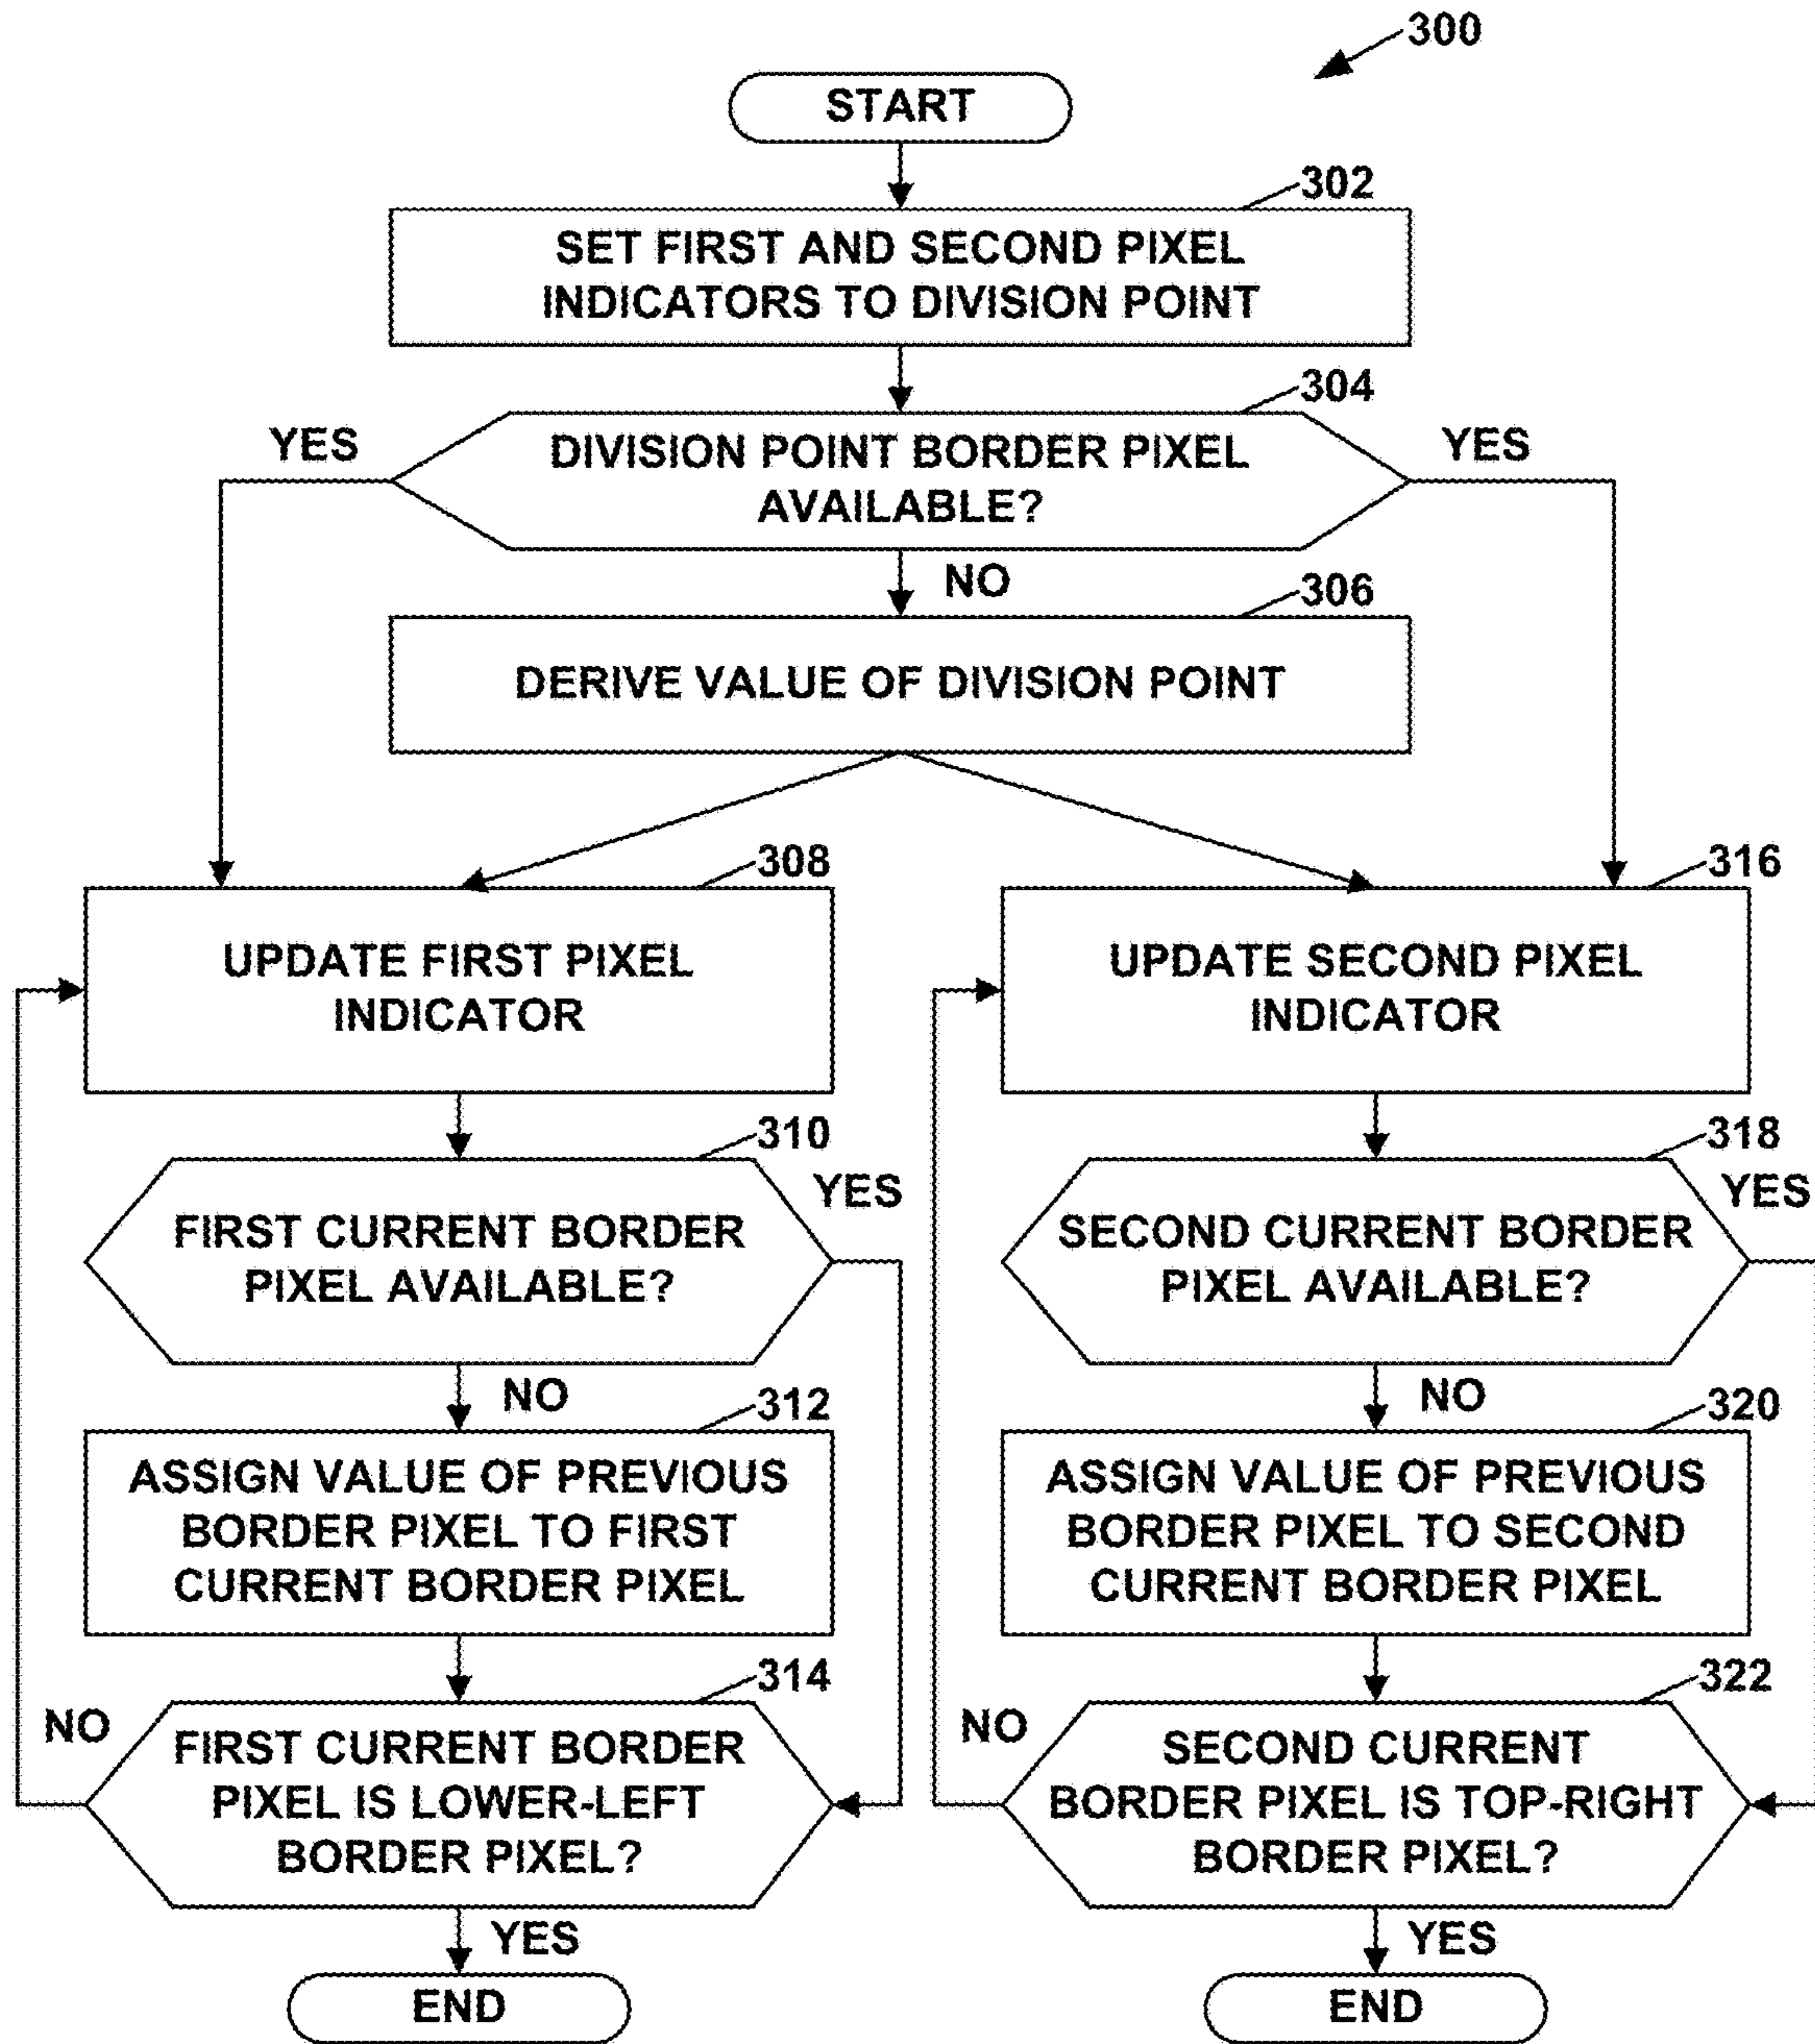 300
START
302
SET FIRST AND SECOND PIXEL
INDICATORS TO DIVISION POINT
304
YES
DIVISION POINT BORDER PIXEL
AVAILABLE?
YES
NO
306
DERIVE VALUE OF DIVISION POINT
308
UPDATE FIRST PIXEL
INDICATOR
310
YES
FIRST CURRENT BORDER
PIXEL AVAILABLE?
NO
312
ASSIGN VALUE OF PREVIOUS
BORDER PIXEL TO FIRST
CURRENT BORDER PIXEL
314
NO
FIRST CURRENT BORDER
PIXEL IS LOWER-LEFT
BORDER PIXEL?
YES
END
316
UPDATE SECOND PIXEL
INDICATOR
318
YES
SECOND CURRENT BORDER
PIXEL AVAILABLE?
NO
320
ASSIGN VALUE OF PREVIOUS
BORDER PIXEL TO SECOND
CURRENT BORDER PIXEL
322
NO
SECOND CURRENT
BORDER PIXEL IS TOP-RIGHT
BORDER PIXEL?
YES
END